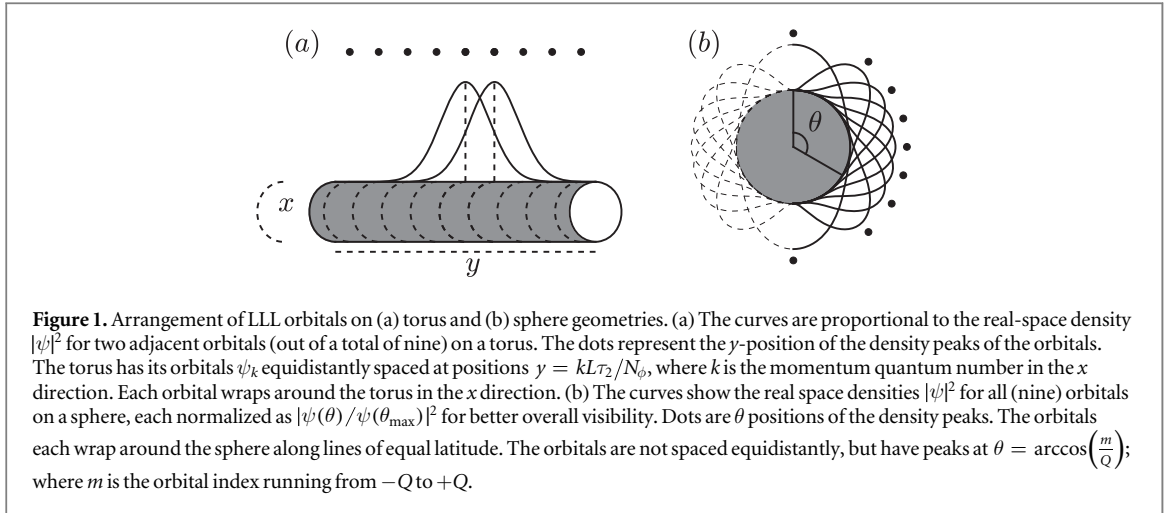 (a)
(b)
θ
x
y
Figure 1. Arrangement of LLL orbitals on (a) torus and (b) sphere geometries. (a) The curves are proportional to the real-space density
|ψ|² for two adjacent orbitals (out of a total of nine) on a torus. The dots represent the y-position of the density peaks of the orbitals.
The torus has its orbitals ψ_k equidistantly spaced at positions y = kLτ₂/N_ϕ, where k is the momentum quantum number in the x
direction. Each orbital wraps around the torus in the x direction. (b) The curves show the real space densities |ψ|² for all (nine) orbitals
on a sphere, each normalized as |ψ(θ)/ψ(θ_max)|² for better overall visibility. Dots are θ positions of the density peaks. The orbitals
each wrap around the sphere along lines of equal latitude. The orbitals are not spaced equidistantly, but have peaks at θ = arccos(m/Q);
where m is the orbital index running from −Q to +Q.